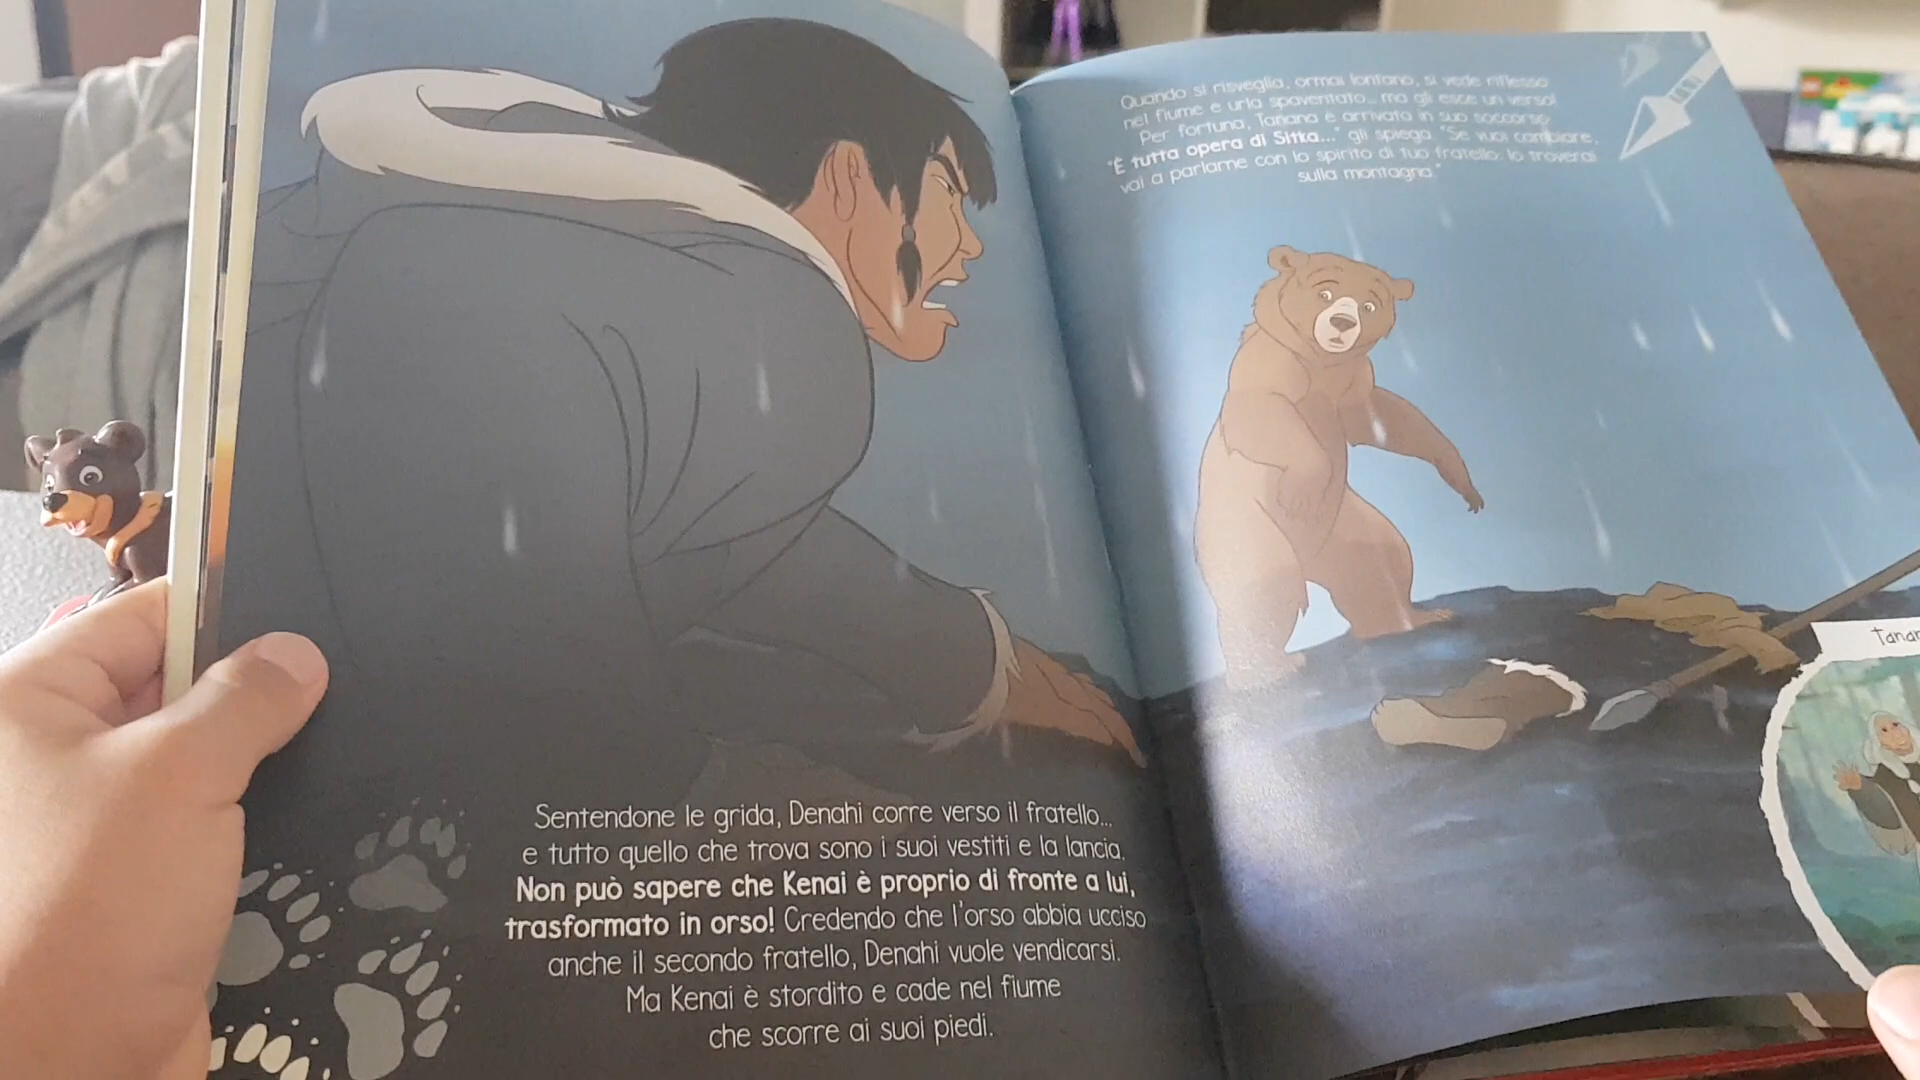 Sentendone le grida, Denahi corre verso il fratello...
e tutto quello che trova sono i suoi vestiti e la lancia.
Non può sapere che Kenai è proprio di fronte a lui,
trasformato in orso! Credendo che l'orso abbia ucciso
anche il secondo fratello, Denahi vuole vendicarsi.
Ma Kenai è stordito e cade nel fiume
che scorre ai suoi piedi.
Quando si risveglia, ormai lontano, si vede riflesso
nel fiume e urla spaventato... ma gli esce un verso!
Per fortuna, Tanana è arrivata in suo soccorso:
"È tutta opera di Sitka..." gli spiega. "Se vuoi cambiare,
vai a parlarne con lo spirito di tuo fratello: lo troverai
sulla montagna."